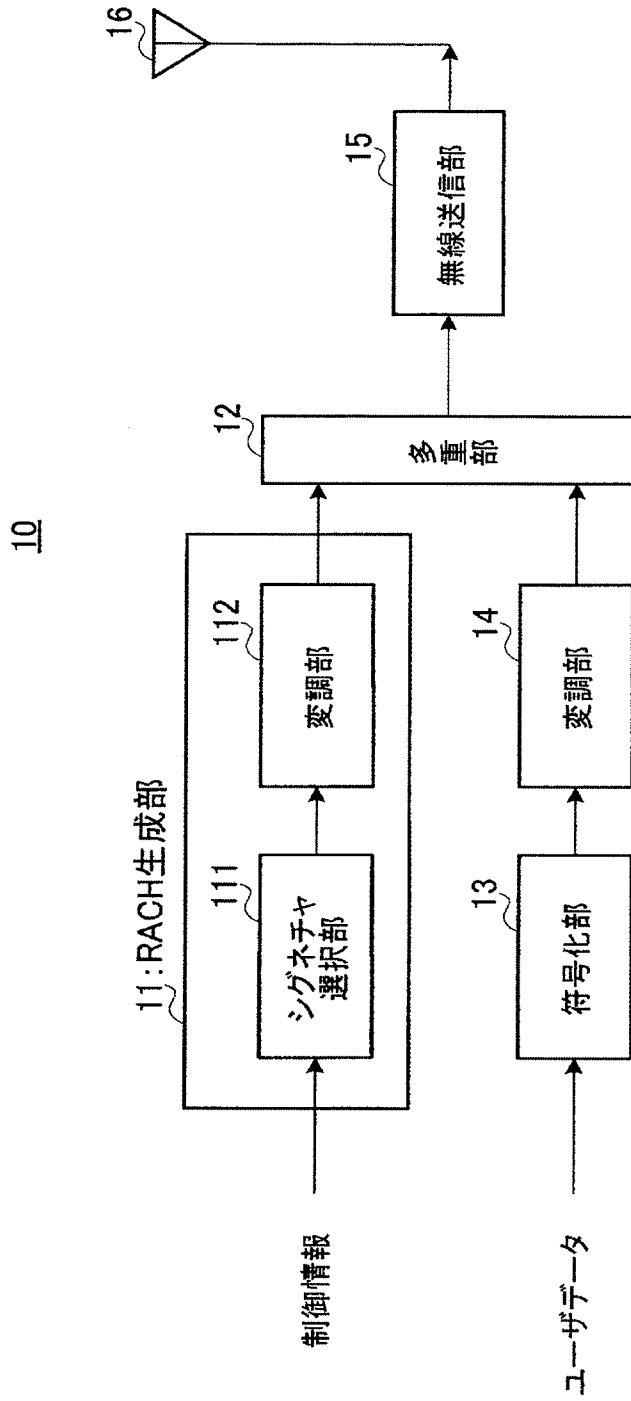 10
11:RACH生成部
制御情報
111
シグネチャ
選択部
112
変調部
12
多重部
15
無線送信部
16
ユーザデータ
13
符号化部
14
変調部